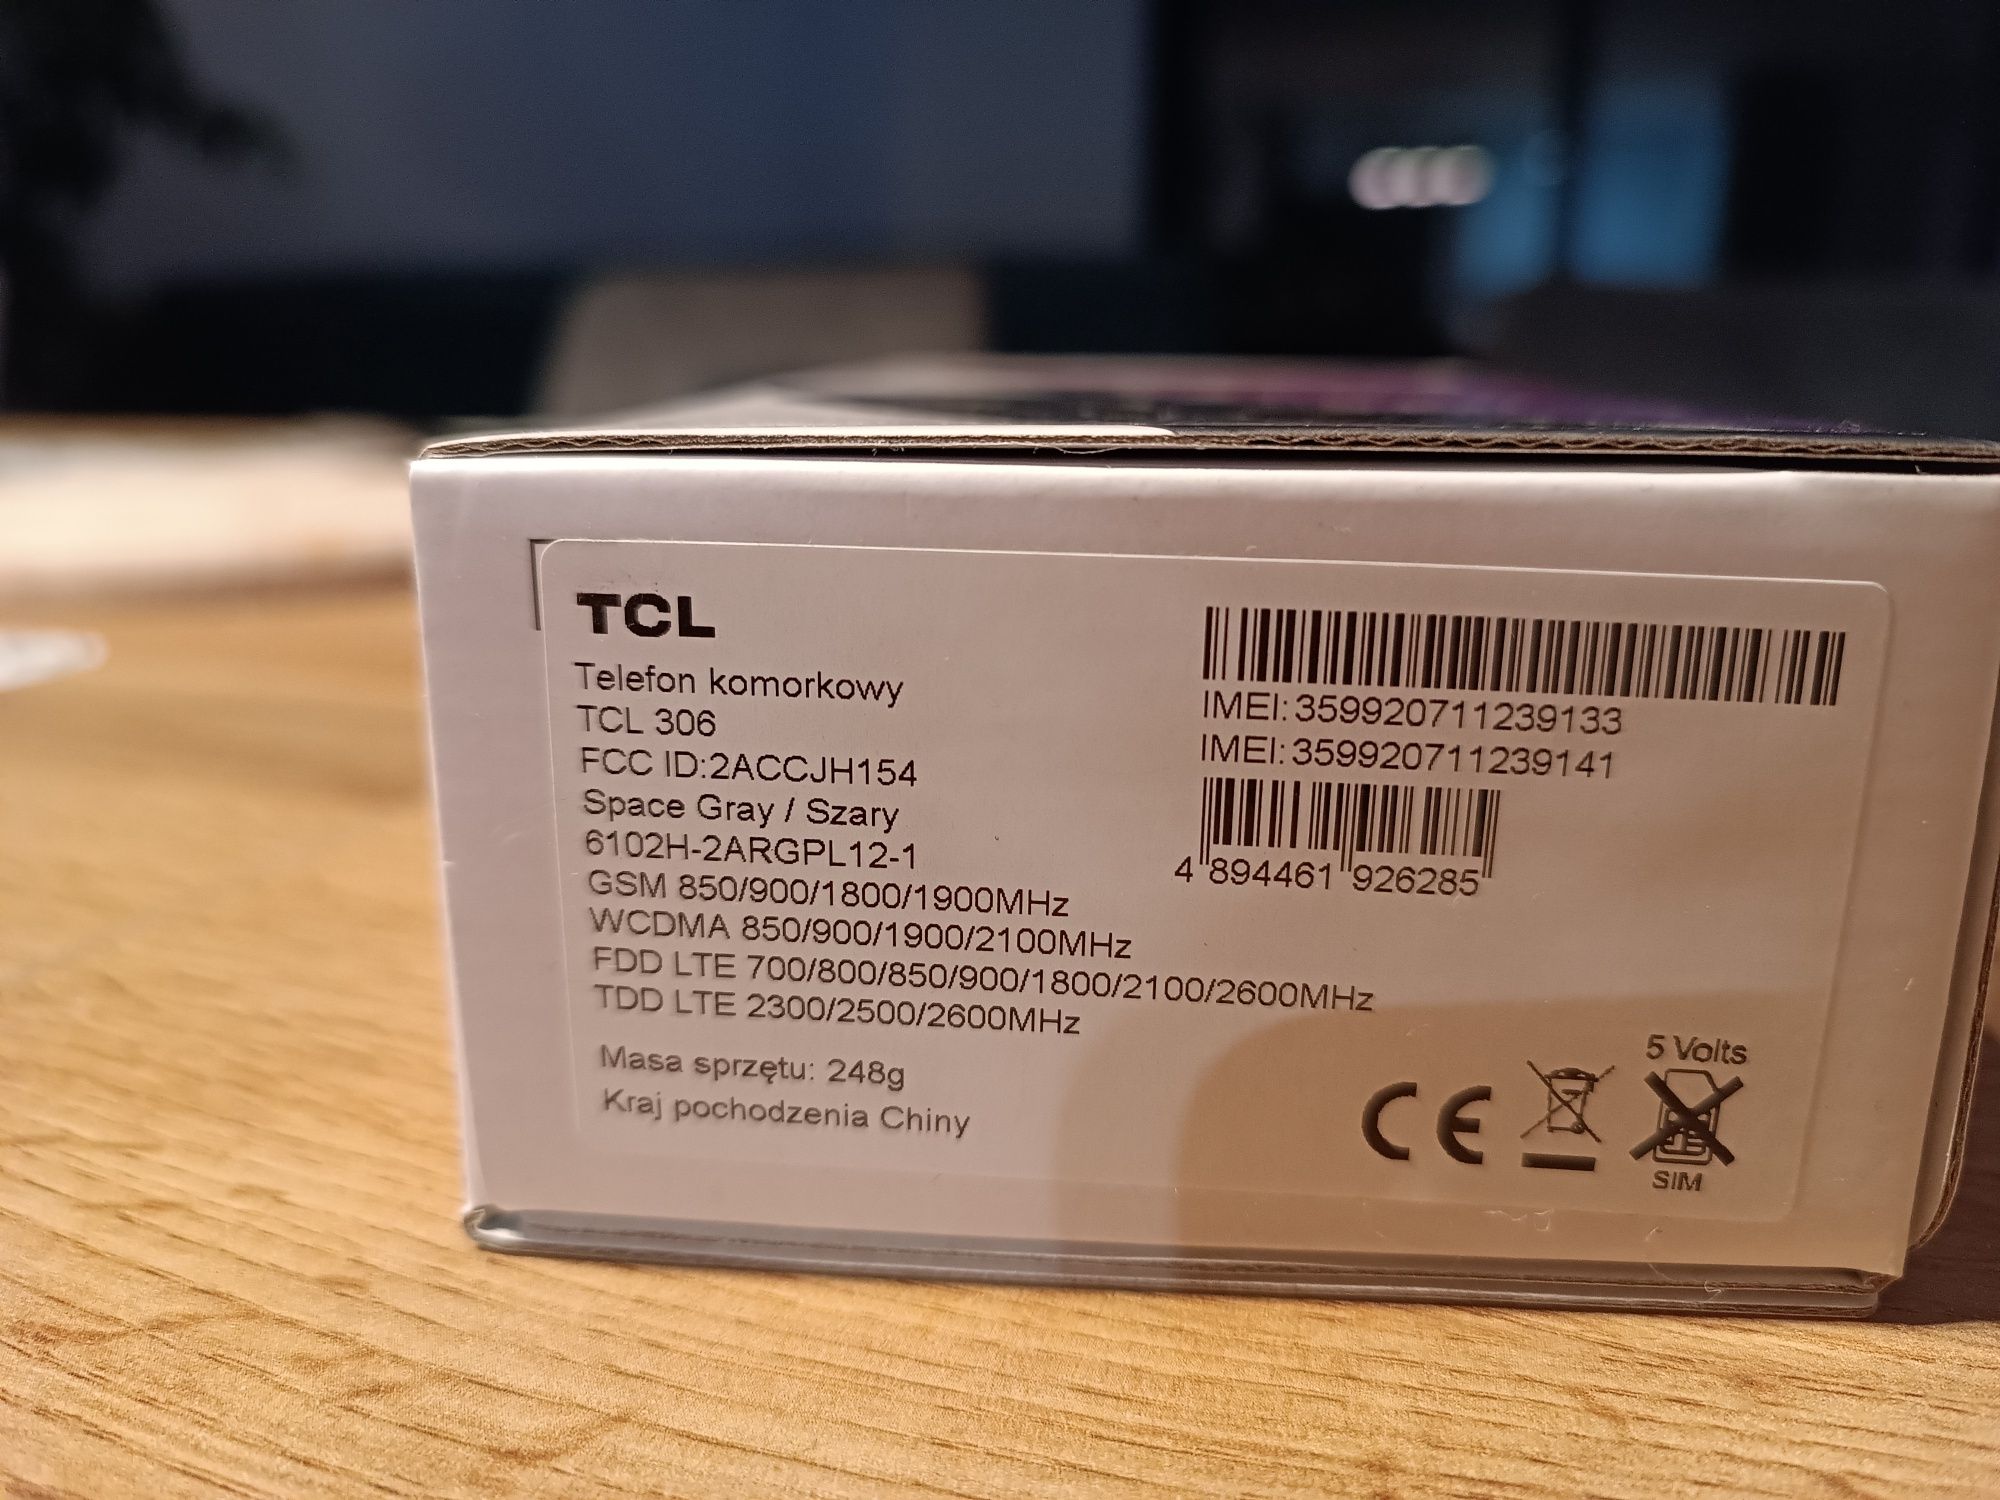 TCL
Telefon komorkowy
TCL 306
FCC ID:2ACCJH154
Space Gray / Szary
6102H-2ARGPL12-1
GSM 850/900/1800/1900MHz
WCDMA 850/900/1900/2100MHz
FDD LTE 700/800/850/900/1800/2100/2600MHz
TDD LTE 2300/2500/2600MHz
Masa sprzętu: 248g
Kraj pochodzenia Chiny
IMEI: 359920711239133
IMEI: 359920711239141
4 894461 926285
CE
5 Volts
SIM